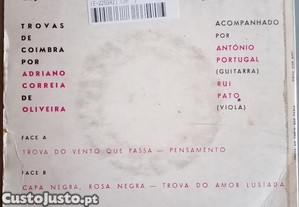 TROVAS
DE
COIMBRA
POR
ADRIANO
CORREIA
DE
OLIVEIRA
ACOMPANHADO
POR
ANTÓNIO
PORTUGAL
(GUITARRA)
RUI
PATO
(VIOLA)
FACE A
TROVA DO VENTO QUE PASSA — PENSAMENTO
FACE B
CAPA NEGRA, ROSA NEGRA — TROVA DO AMOR LUSÍADA
CustoJusto.pt